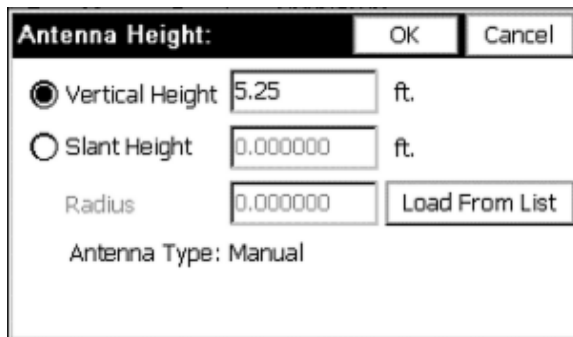 Antenna Height: OK Cancel
Vertical Height 5.25 ft.
Slant Height 0.000000 ft.
Radius 0.000000 Load From List
Antenna Type: Manual